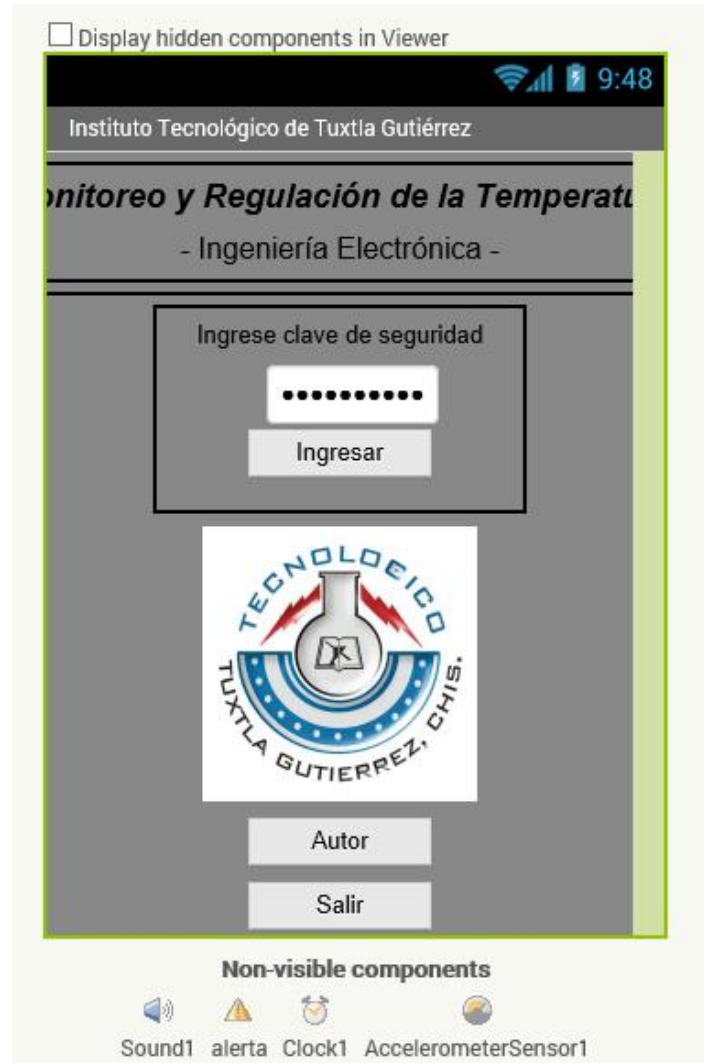 Display hidden components in Viewer
9:48
Instituto Tecnológico de Tuxtla Gutiérrez
onitoreo y Regulación de la Temperatu
- Ingeniería Electrónica -
Ingrese clave de seguridad
••••••••••
Ingresar
TECNOLOGICO
TUXTLA GUTIERREZ, CHIS.
Autor
Salir
Non-visible components
Sound1 alerta Clock1 AccelerometerSensor1